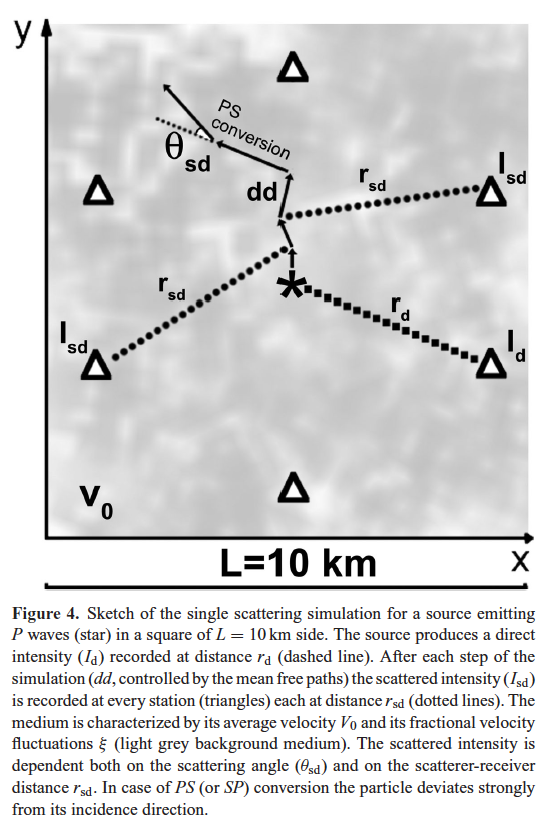 y
PS
conversion
θsd
dd
rsd
Isd
rsd
*
rd
Isd
Id
V0
L=10 km
x
Figure 4. Sketch of the single scattering simulation for a source emitting
P waves (star) in a square of L = 10 km side. The source produces a direct
intensity (Id) recorded at distance rd (dashed line). After each step of the
simulation (dd, controlled by the mean free paths) the scattered intensity (Isd)
is recorded at every station (triangles) each at distance rsd (dotted lines). The
medium is characterized by its average velocity V0 and its fractional velocity
fluctuations ξ (light grey background medium). The scattered intensity is
dependent both on the scattering angle (θsd) and on the scatterer-receiver
distance rsd. In case of PS (or SP) conversion the particle deviates strongly
from its incidence direction.